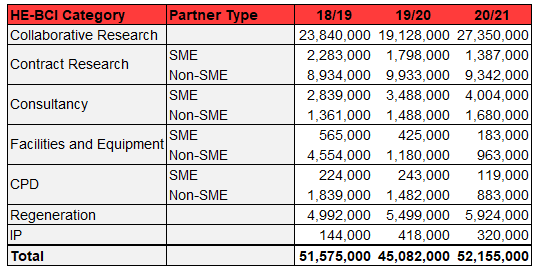 HE-BCI Category Partner Type 18/19 19/20 20/21
Collaborative Research 23,840,000 19,128,000 27,350,000
Contract Research SME 2,283,000 1,798,000 1,387,000
Non-SME 8,934,000 9,933,000 9,342,000
Consultancy SME 2,839,000 3,488,000 4,004,000
Non-SME 1,361,000 1,488,000 1,680,000
Facilities and Equipment SME 565,000 425,000 183,000
Non-SME 4,554,000 1,180,000 963,000
CPD SME 224,000 243,000 119,000
Non-SME 1,839,000 1,482,000 883,000
Regeneration 4,992,000 5,499,000 5,924,000
IP 144,000 418,000 320,000
Total 51,575,000 45,082,000 52,155,000